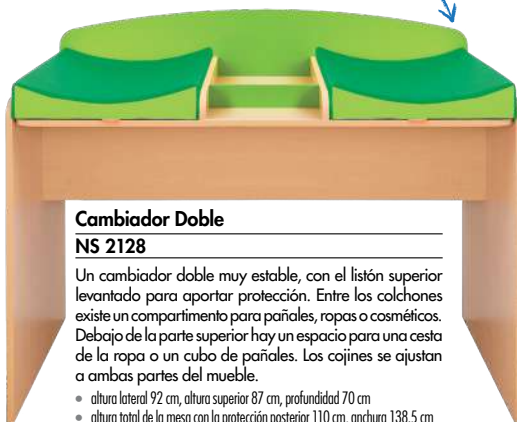 Cambiador Doble
NS 2128
Un cambiador doble muy estable, con el listón superior
levantado para aportar protección. Entre los colchones
existe un compartimento para pañales, ropas o cosméticos.
Debajo de la parte superior hay un espacio para una cesta
de la ropa o un cubo de pañales. Los cojines se ajustan
a ambas partes del mueble.
• altura lateral 92 cm, altura superior 87 cm, profundidad 70 cm
• altura total de la mesa con la protección posterior 110 cm, anchura 138,5 cm